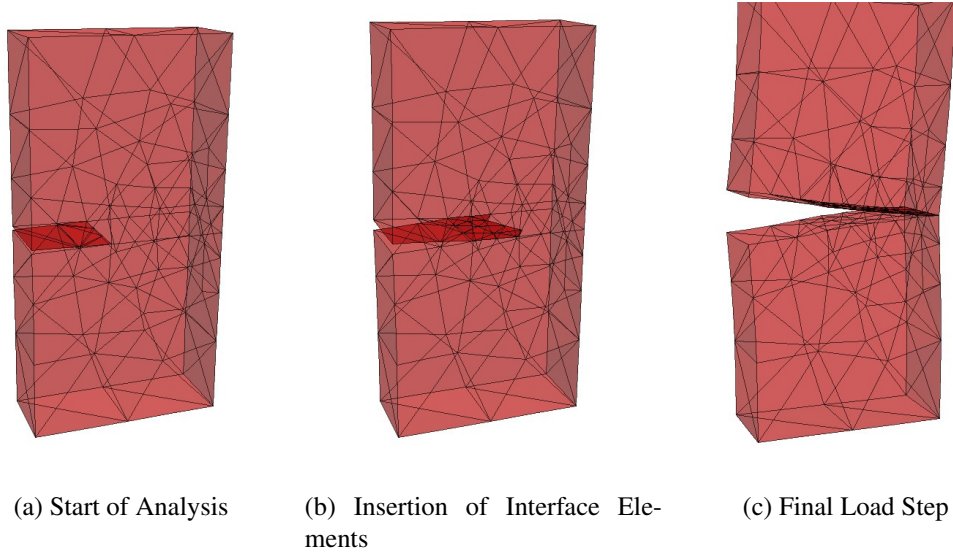 (a) Start of Analysis
(b) Insertion of Interface Ele-
ments
(c) Final Load Step